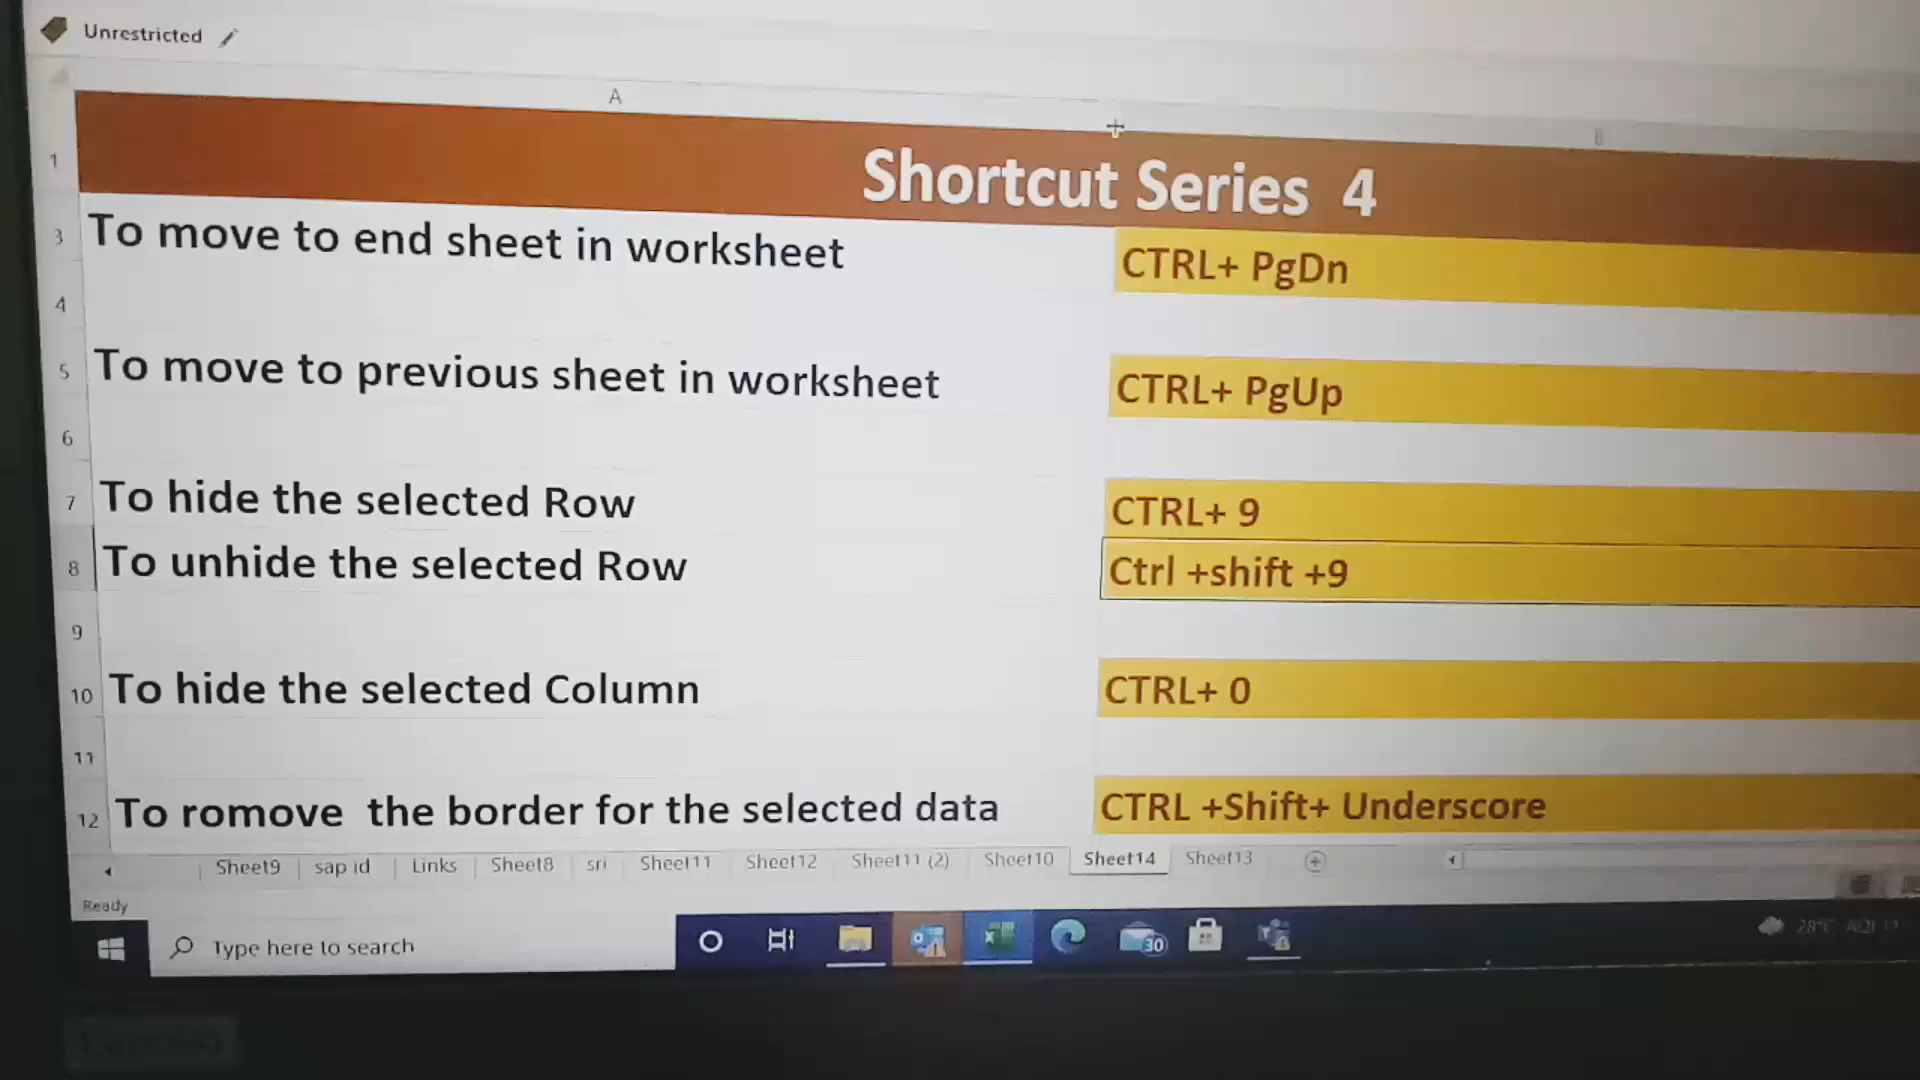 Unrestricted
A
B
1
Shortcut Series 4
3
To move to end sheet in worksheet
CTRL+ PgDn
4
5
To move to previous sheet in worksheet
CTRL+ PgUp
6
7
To hide the selected Row
CTRL+ 9
8
To unhide the selected Row
Ctrl +shift +9
9
10
To hide the selected Column
CTRL+ 0
11
12
To romove the border for the selected data
CTRL +Shift+ Underscore
Sheet9 sap id Links Sheet8 sri Sheet11 Sheet12 Sheet11 (2) Sheet10 Sheet14 Sheet13
Ready
Type here to search
30
28°C AQI